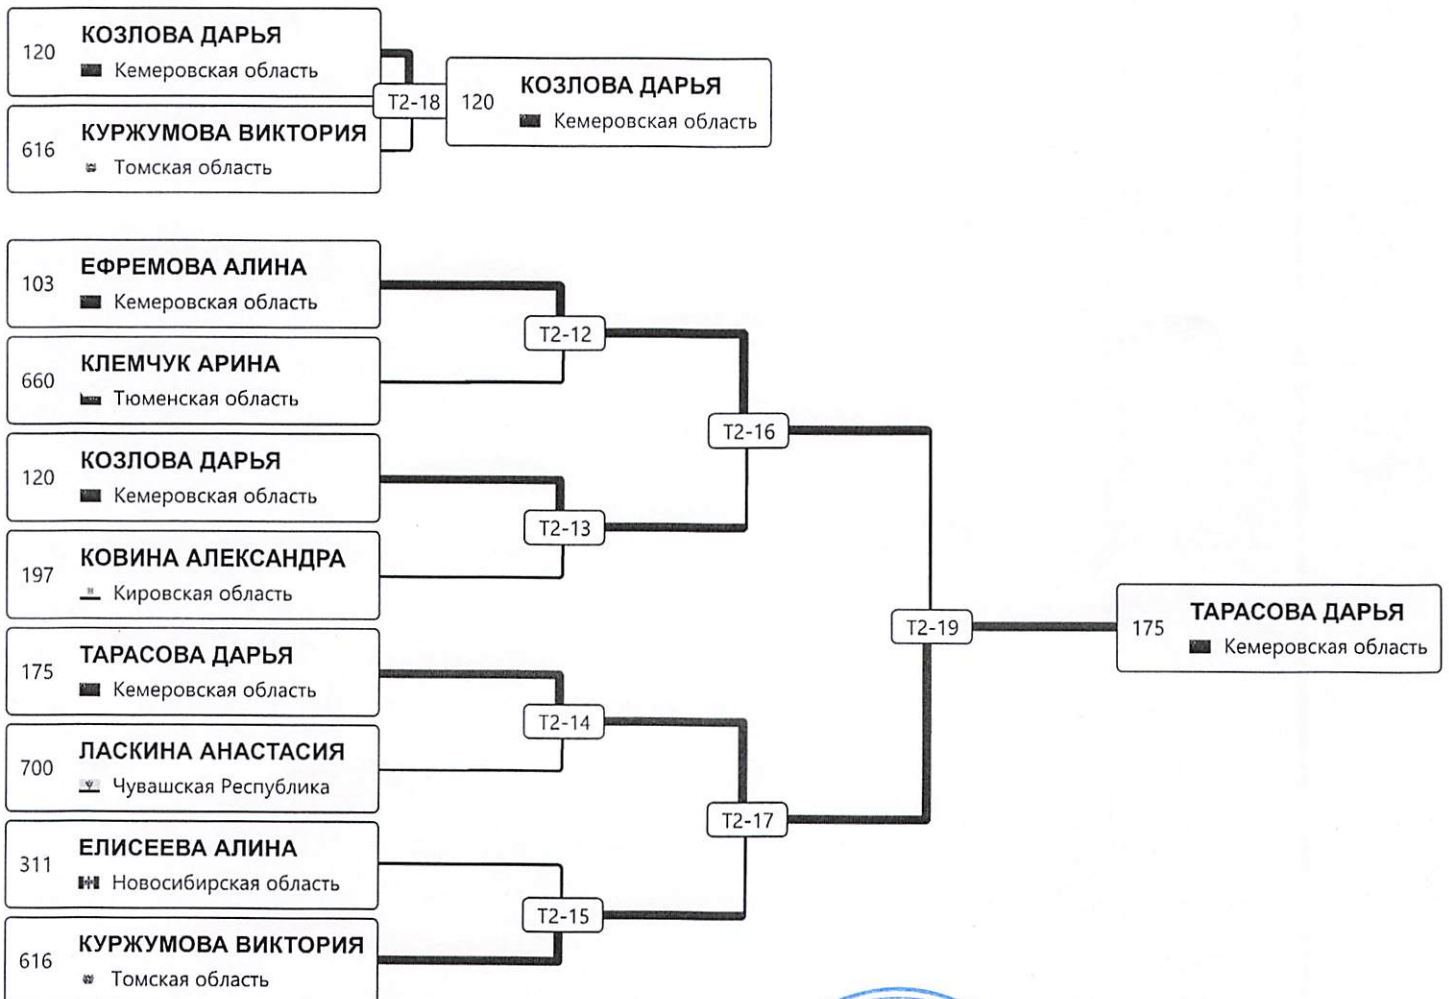 120 КОЗЛОВА ДАРЬЯ
Кемеровская область
616 КУРЖУМОВА ВИКТОРИЯ
Томская область
T2-18
120 КОЗЛОВА ДАРЬЯ
Кемеровская область
103 ЕФРЕМОВА АЛИНА
Кемеровская область
T2-12
660 КЛЕМЧУК АРИНА
Тюменская область
T2-16
120 КОЗЛОВА ДАРЬЯ
Кемеровская область
T2-13
197 КОВИНА АЛЕКСАНДРА
Кировская область
T2-19
175 ТАРАСОВА ДАРЬЯ
Кемеровская область
175 ТАРАСОВА ДАРЬЯ
Кемеровская область
T2-14
700 ЛАСКИНА АНАСТАСИЯ
Чувашская Республика
T2-17
311 ЕЛИСЕЕВА АЛИНА
Новосибирская область
T2-15
616 КУРЖУМОВА ВИКТОРИЯ
Томская область